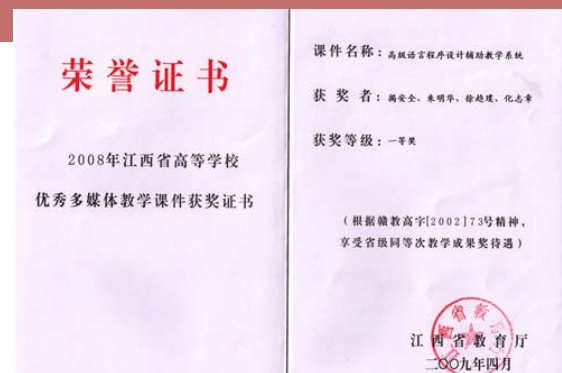 荣誉证书
2008年江西省高等学校
优秀多媒体教学课件获奖证书
课件名称：高级语言程序设计辅助教学系统
获 奖 者：揭安全、朱明华、徐超璞、化志章
获奖等级：一等奖
（根据赣教高字[2002]73号精神，
享受省级同等次教学成果奖待遇）
江西省教育厅
二○○九年四月